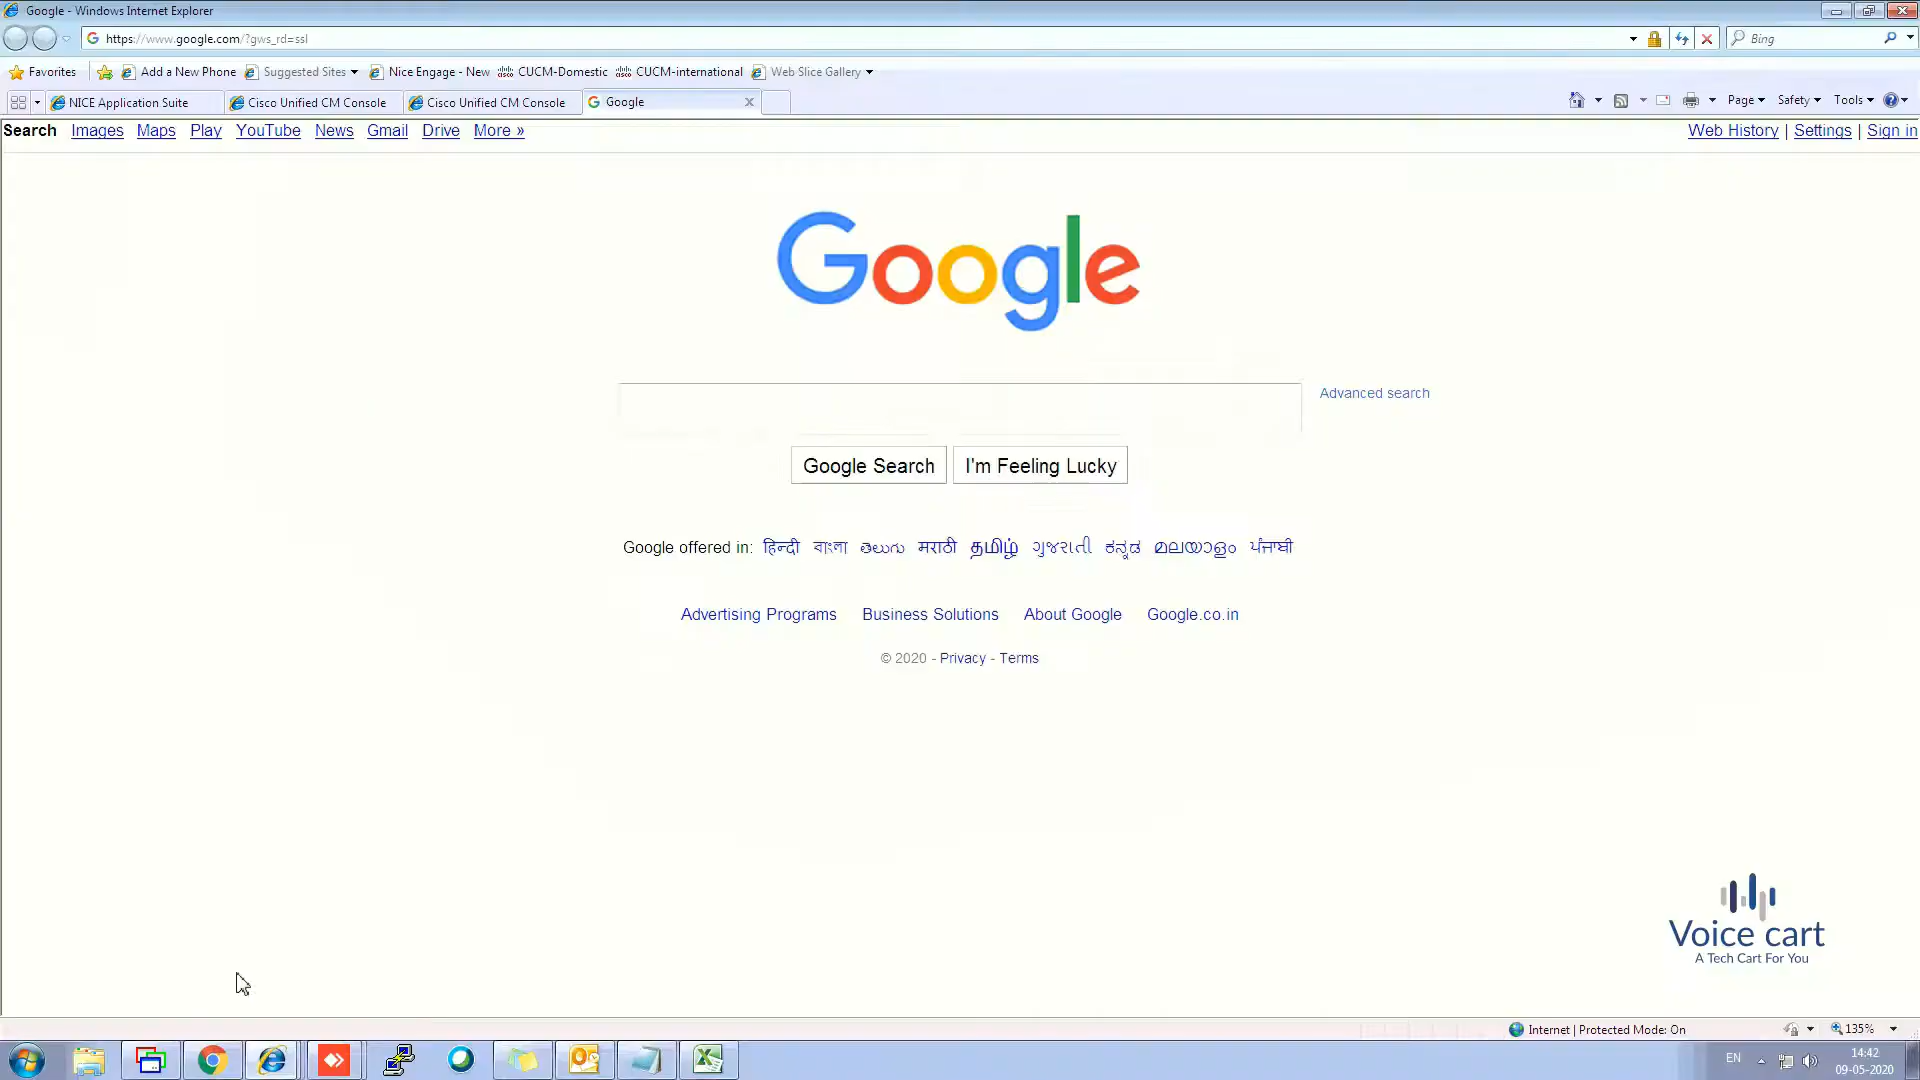 Google - Windows Internet Explorer
https://www.google.com/?gws_rd=ssl
Bing
Favorites Add a New Phone Suggested Sites Nice Engage - New CUCM-Domestic CUCM-international Web Slice Gallery
NICE Application Suite Cisco Unified CM Console Cisco Unified CM Console Google
Page Safety Tools
Search Images Maps Play YouTube News Gmail Drive More »
Web History | Settings | Sign in
Google
Advanced search
Google Search I'm Feeling Lucky
Google offered in: हिन्दी বাংলা తెలుగు मराठी தமிழ் ગુજરાતી ಕನ್ನಡ മലയാളം ਪੰਜਾਬੀ
Advertising Programs Business Solutions About Google Google.co.in
© 2020 - Privacy - Terms
Voice cart
A Tech Cart For You
Internet | Protected Mode: On
135%
EN
14:42
09-05-2020